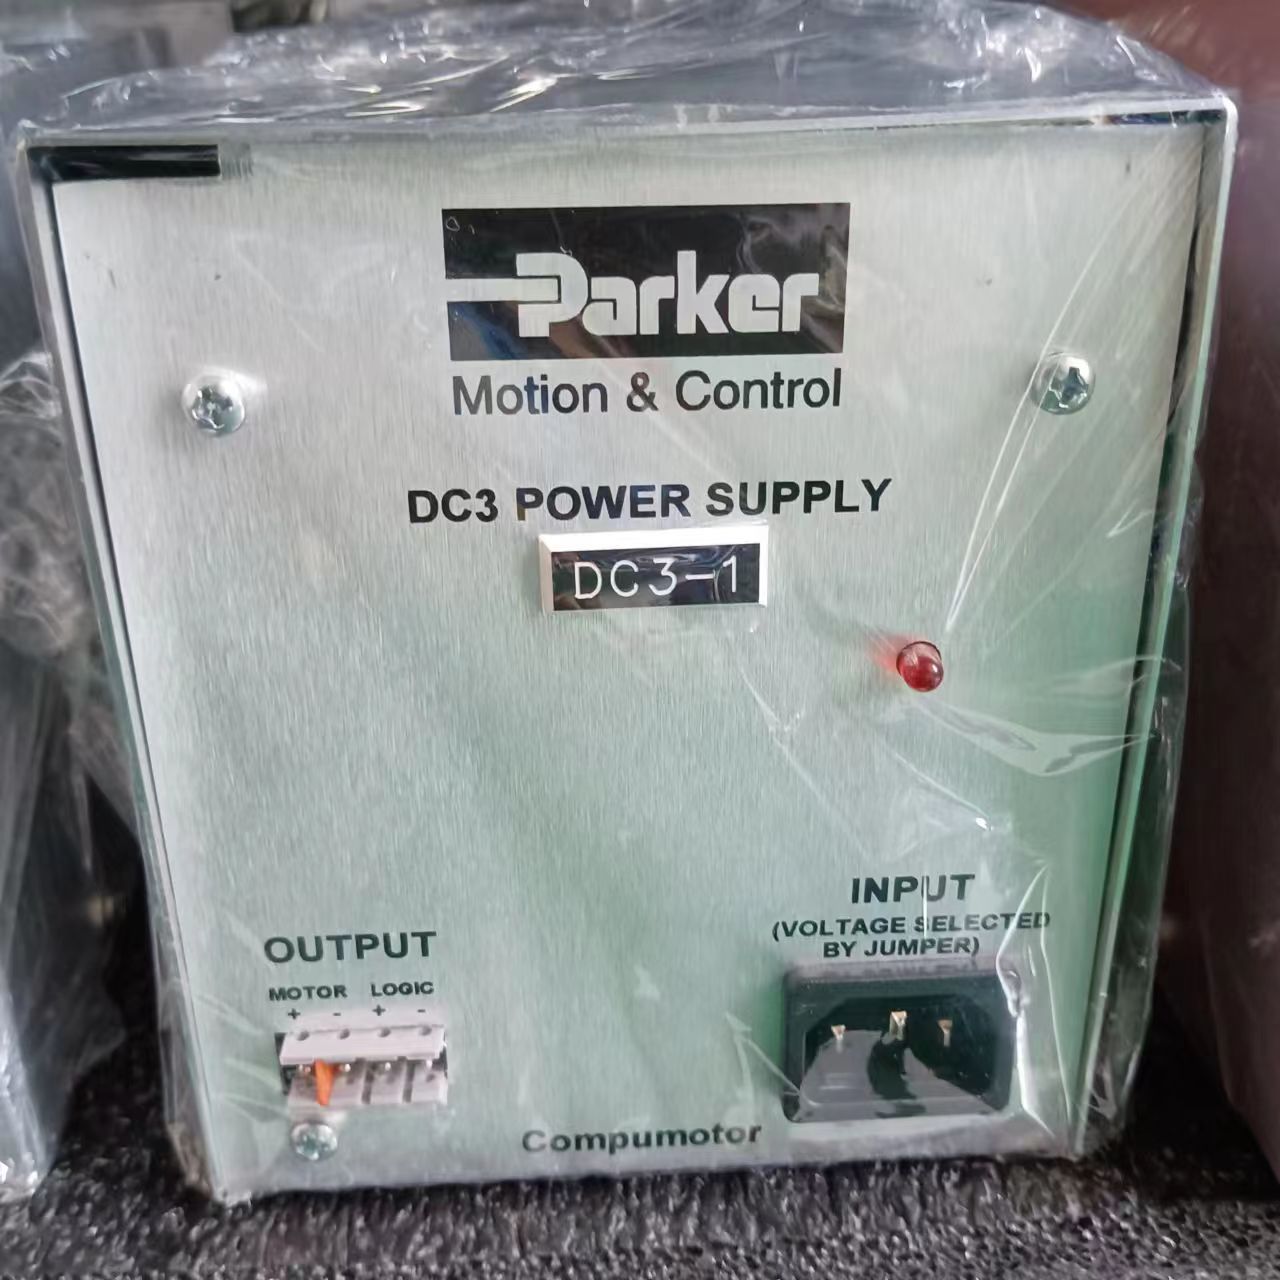 Parker
Motion & Control
DC3 POWER SUPPLY
DC3-1
INPUT
(VOLTAGE SELECTED
BY JUMPER)
OUTPUT
MOTOR LOGIC
+ - + -
Compumotor